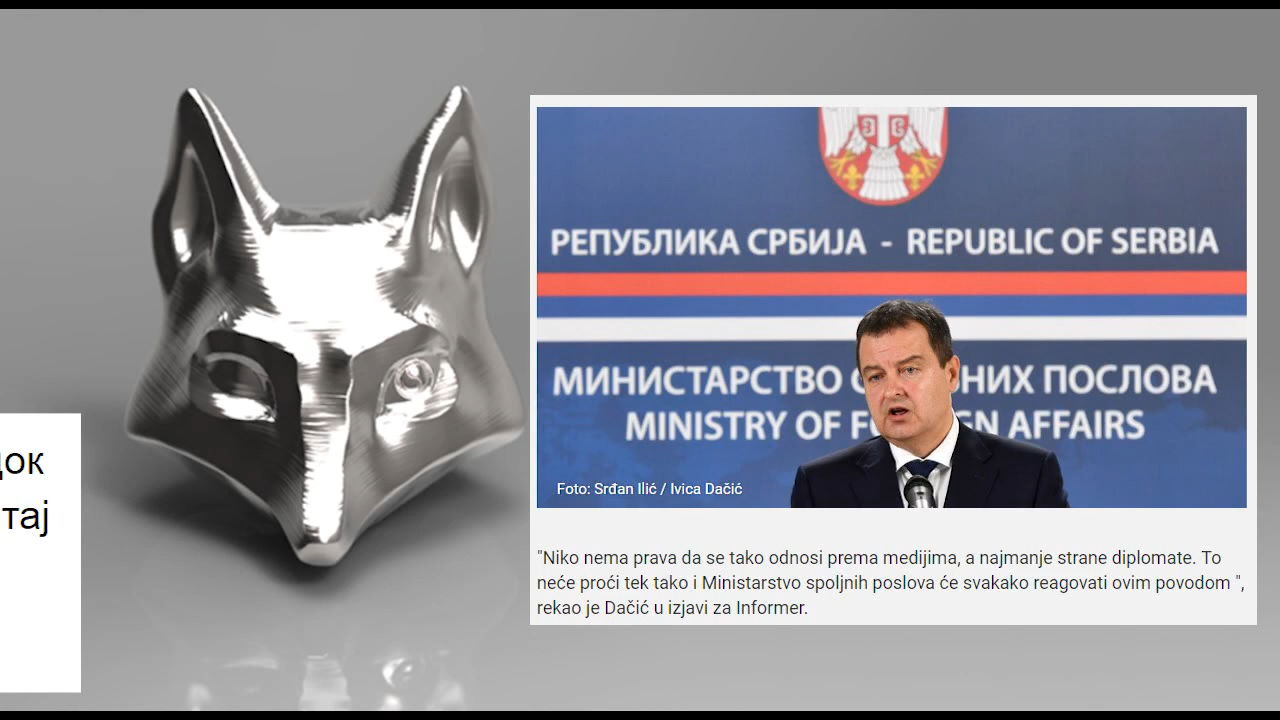 ток
тај
РЕПУБЛИКА СРБИЈА - REPUBLIC OF SERBIA
МИНИСТАРСТВО НИХ ПОСЛОВА
MINISTRY OF AFFAIRS
Foto: Srđan Ilić / Ivica Dačić
"Niko nema prava da se tako odnosi prema medijima, a najmanje strane diplomate. To
neće proći tek tako i Ministarstvo spoljnih poslova će svakako reagovati ovim povodom ",
rekao je Dačić u izjavi za Informer.